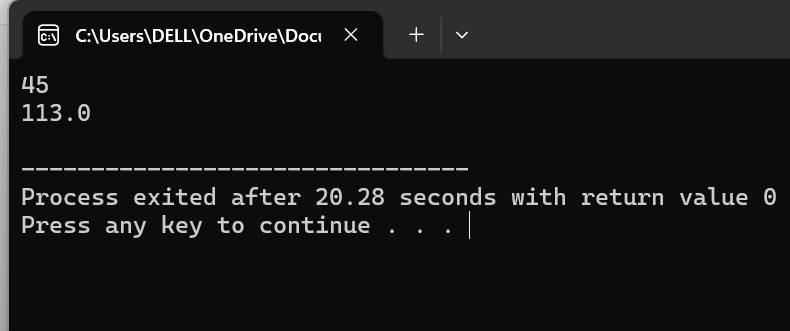 C:\Users\DELL\OneDrive\Docu
45
113.0
--------------------------------
Process exited after 20.28 seconds with return value 0
Press any key to continue . . .